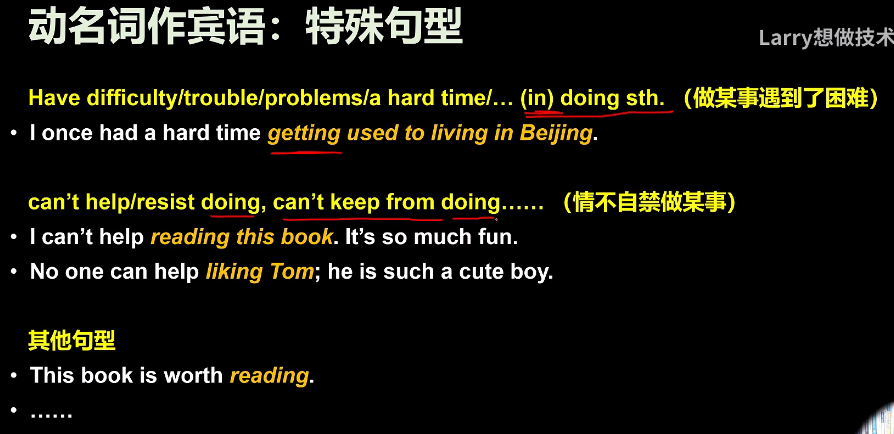 动名词作宾语：特殊句型
Larry想做技术
Have difficulty/trouble/problems/a hard time/… (in) doing sth.（做某事遇到了困难）
• I once had a hard time getting used to living in Beijing.
can't help/resist doing, can't keep from doing……（情不自禁做某事）
• I can't help reading this book. It's so much fun.
• No one can help liking Tom; he is such a cute boy.
其他句型
• This book is worth reading.
• ……